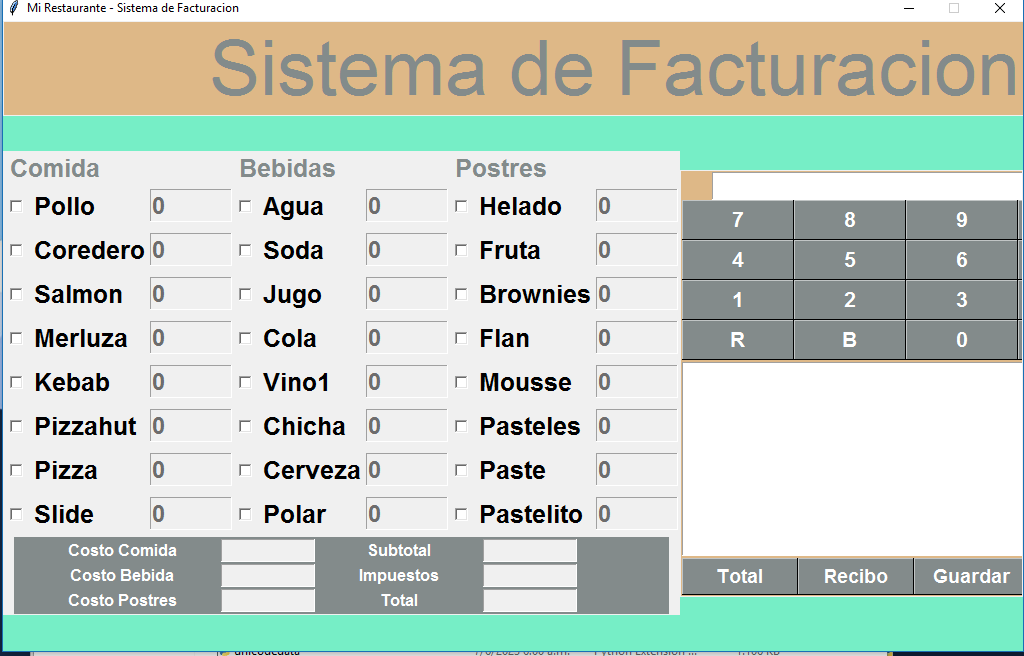 Mi Restaurante - Sistema de Facturacion
Sistema de Facturacion
Comida Bebidas Postres
Pollo 0 Agua 0 Helado 0
Coredero 0 Soda 0 Fruta 0
Salmon 0 Jugo 0 Brownies 0
Merluza 0 Cola 0 Flan 0
Kebab 0 Vino1 0 Mousse 0
Pizzahut 0 Chicha 0 Pasteles 0
Pizza 0 Cerveza 0 Paste 0
Slide 0 Polar 0 Pastelito 0
Costo Comida Subtotal
Costo Bebida Impuestos
Costo Postres Total
7 8 9
4 5 6
1 2 3
R B 0
Total Recibo Guardar